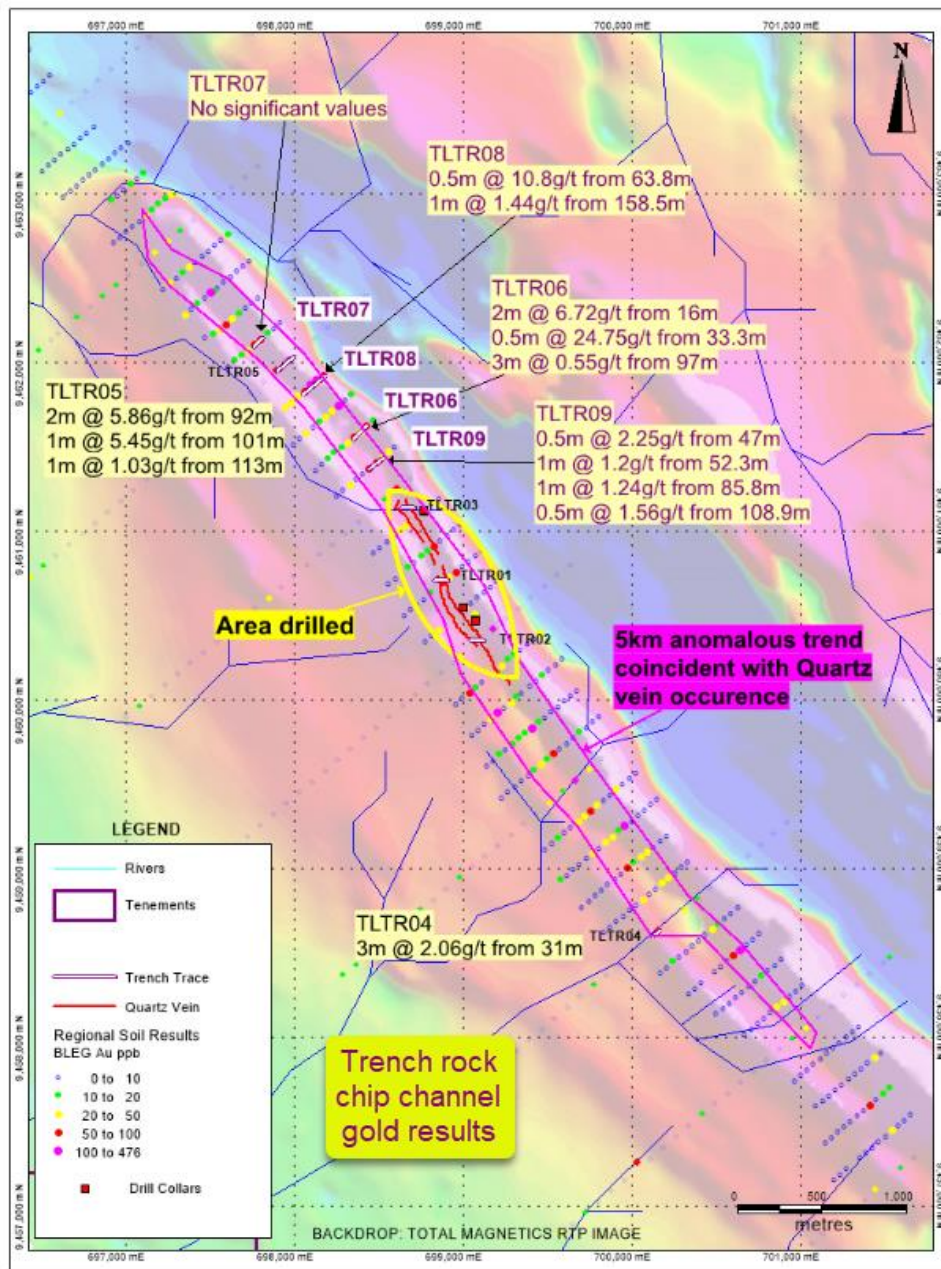 697,000 mE
698,000 mE
699,000 mE
700,000 mE
701,000 mE
N
TLTR07
No significant values
TLTR08
0.5m @ 10.8g/t from 63.8m
1m @ 1.44g/t from 158.5m
9,463,000 mN
TLTR06
2m @ 6.72g/t from 16m
0.5m @ 24.75g/t from 33.3m
3m @ 0.55g/t from 97m
TLTR07
TLTR08
TLTR06
TLTR09
TLTR05
9,462,000 mN
TLTR05
2m @ 5.86g/t from 92m
1m @ 5.45g/t from 101m
1m @ 1.03g/t from 113m
TLTR09
0.5m @ 2.25g/t from 47m
1m @ 1.2g/t from 52.3m
1m @ 1.24g/t from 85.8m
0.5m @ 1.56g/t from 108.9m
TLTR03
9,461,000 mN
TLTR01
Area drilled
TLTR02
5km anomalous trend
coincident with Quartz
vein occurence
9,460,000 mN
9,459,000 mN
LEGEND
Rivers
Tenements
Trench Trace
Quartz Vein
Regional Soil Results
BLEG Au ppb
0 to 10
10 to 20
20 to 50
50 to 100
100 to 476
Drill Collars
TLTR04
3m @ 2.06g/t from 31m
TLTR04
9,458,000 mN
Trench rock
chip channel
gold results
9,457,000 mN
0 500 1,000
metres
BACKDROP: TOTAL MAGNETICS RTP IMAGE
697,000 mE
698,000 mE
699,000 mE
700,000 mE
701,000 mE